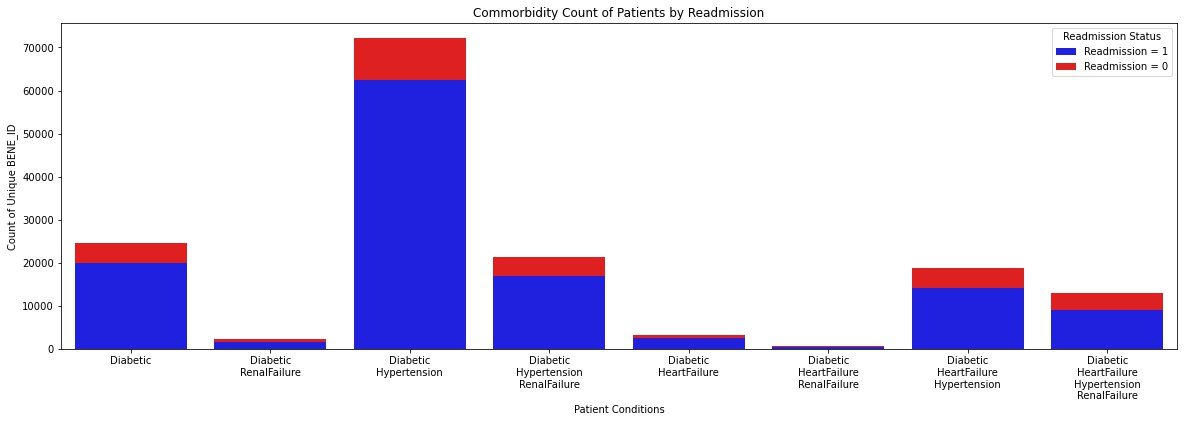 Commorbidity Count of Patients by Readmission
Readmission Status
Readmission = 1
Readmission = 0
Count of Unique BENE_ID
70000
60000
50000
40000
30000
20000
10000
0
Diabetic
Diabetic
RenalFailure
Diabetic
Hypertension
Diabetic
Hypertension
RenalFailure
Diabetic
HeartFailure
Diabetic
HeartFailure
RenalFailure
Diabetic
HeartFailure
Hypertension
Diabetic
HeartFailure
Hypertension
RenalFailure
Patient Conditions